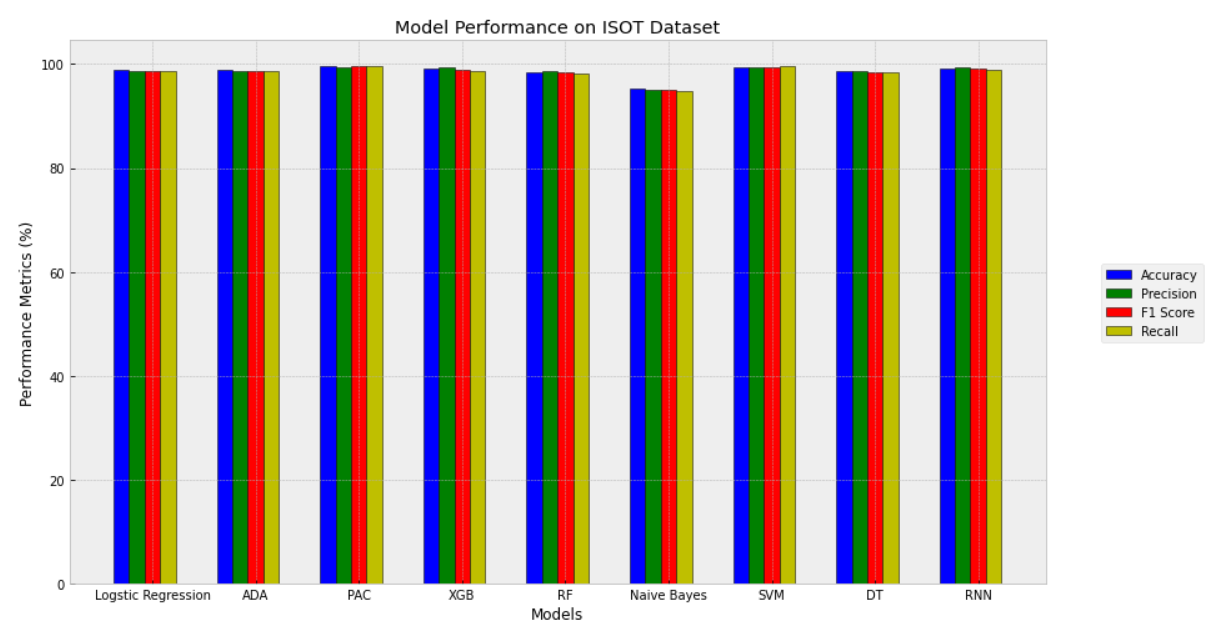 Model Performance on ISOT Dataset
100
80
60
40
20
0
Performance Metrics (%)
Logstic Regression
ADA
PAC
XGB
RF
Naive Bayes
SVM
DT
RNN
Models
Accuracy
Precision
F1 Score
Recall